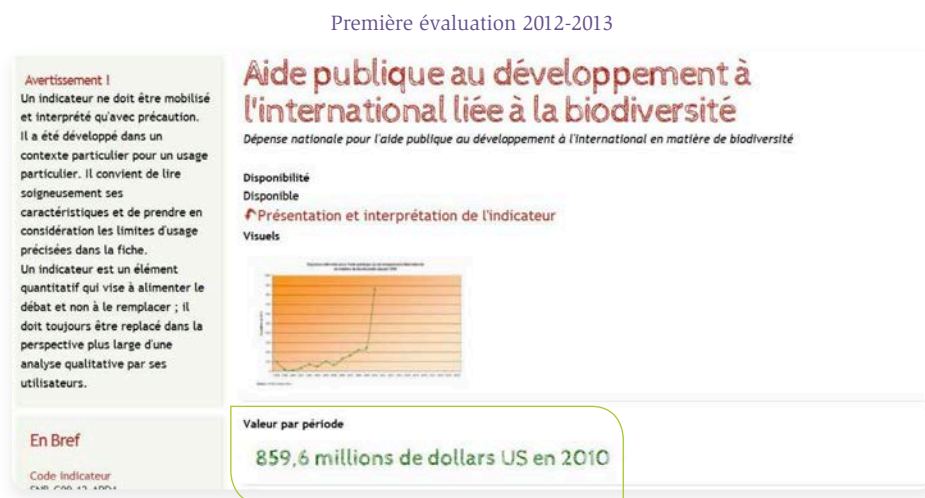 Première évaluation 2012-2013
Avertissement !
Un indicateur ne doit être mobilisé
et interprété qu'avec précaution.
Il a été développé dans un
contexte particulier pour un usage
particulier. Il convient de lire
soigneusement ses
caractéristiques et de prendre en
considération les limites d'usage
précisées dans la fiche.
Un indicateur est un élément
quantitatif qui vise à alimenter le
débat et non à le remplacer ; il
doit toujours être replacé dans la
perspective plus large d'une
analyse qualitative par ses
utilisateurs.
En Bref
Code indicateur
Aide publique au développement à
l'international liée à la biodiversité
Dépense nationale pour l'aide publique au développement à l'international en matière de biodiversité
Disponibilité
Disponible
Présentation et interprétation de l'indicateur
Visuels
Valeur par période
859,6 millions de dollars US en 2010